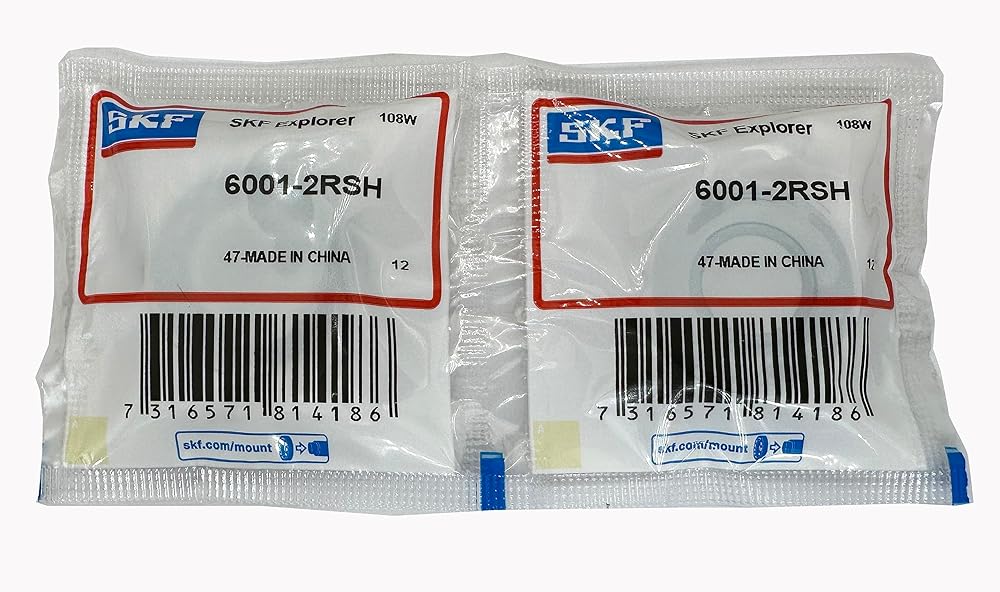 SKF SKF Explorer 108W
6001-2RSH
47-MADE IN CHINA
12
7 316571 814186
skf.com/mount
SKF SKF Explorer 108W
6001-2RSH
47-MADE IN CHINA
12
7 316571 814186
skf.com/mount